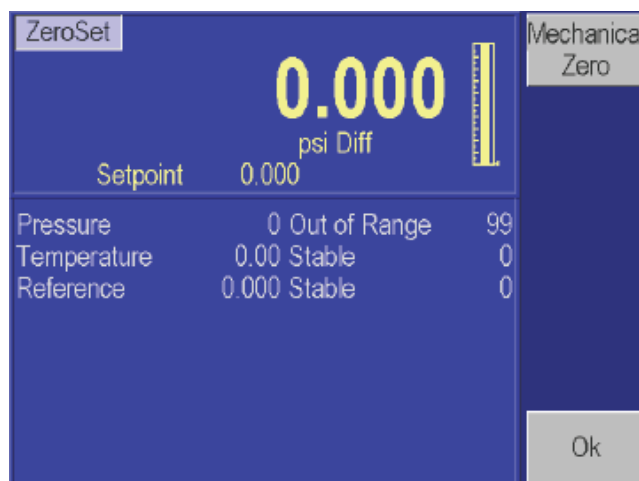 ZeroSet
0.000
psi Diff
Setpoint 0.000
Pressure 0 Out of Range 99
Temperature 0.00 Stable 0
Reference 0.000 Stable 0
Mechanica
Zero
Ok